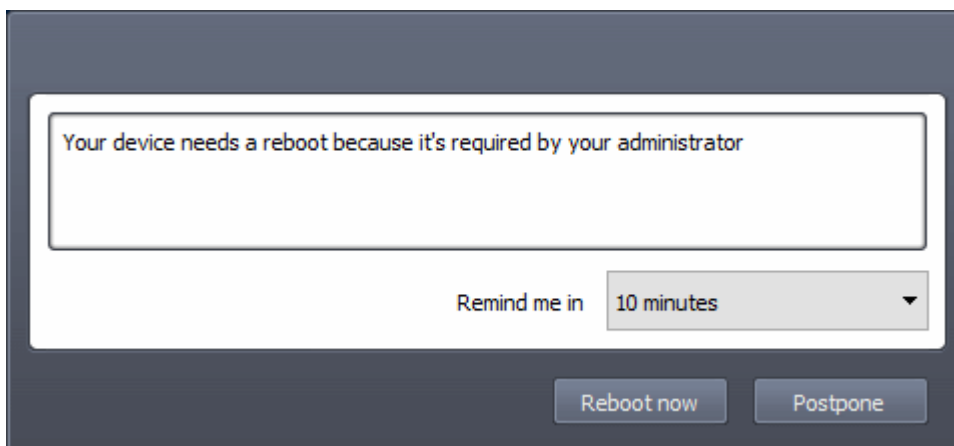 Your device needs a reboot because it's required by your administrator
Remind me in 10 minutes
Reboot now Postpone